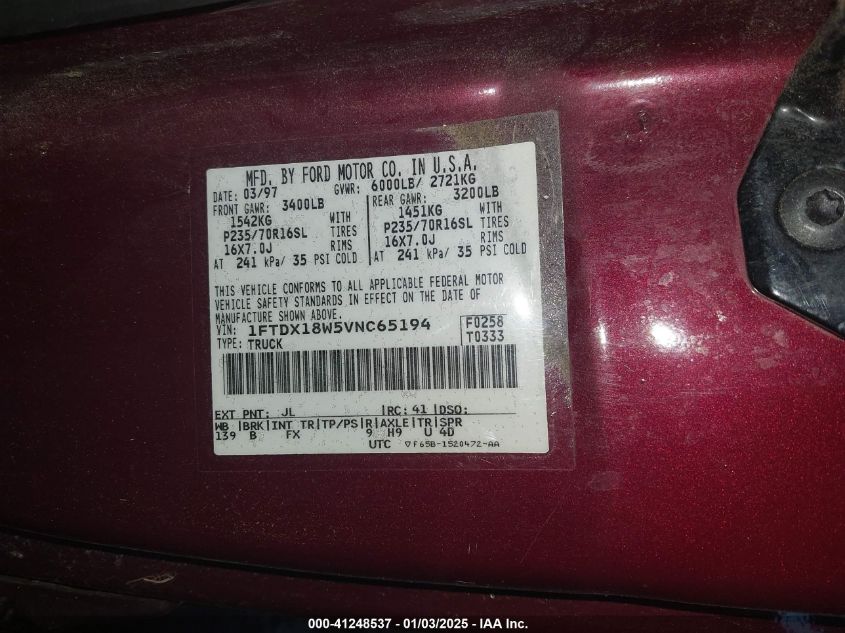 MFD. BY FORD MOTOR CO. IN U.S.A.
DATE: 03/97 GVWR: 6000LB/ 2721KG
FRONT GAWR: 3400LB REAR GAWR: 3200LB
1542KG WITH 1451KG WITH
P235/70R16SL TIRES P235/70R16SL TIRES
16X7.0J RIMS 16X7.0J RIMS
AT 241 kPa/ 35 PSI COLD AT 241 kPa/ 35 PSI COLD
THIS VEHICLE CONFORMS TO ALL APPLICABLE FEDERAL MOTOR
VEHICLE SAFETY STANDARDS IN EFFECT ON THE DATE OF
MANUFACTURE SHOWN ABOVE.
VIN: 1FTDX18W5VNC65194 F0258
TYPE: TRUCK T0333
EXT PNT: JL RC: 41 DSO:
WB BRK INT TR TP/PS R AXLE TR SPR
139 B FX 9 H9 U 4D
UTC ▽F65B-1520472-AA
000-41248537 - 01/03/2025 - IAA Inc.